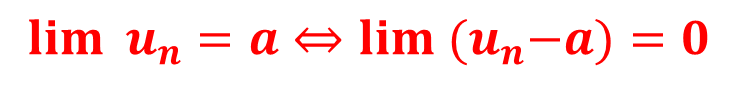 lim uₙ = a ⇔ lim (uₙ−a) = 0